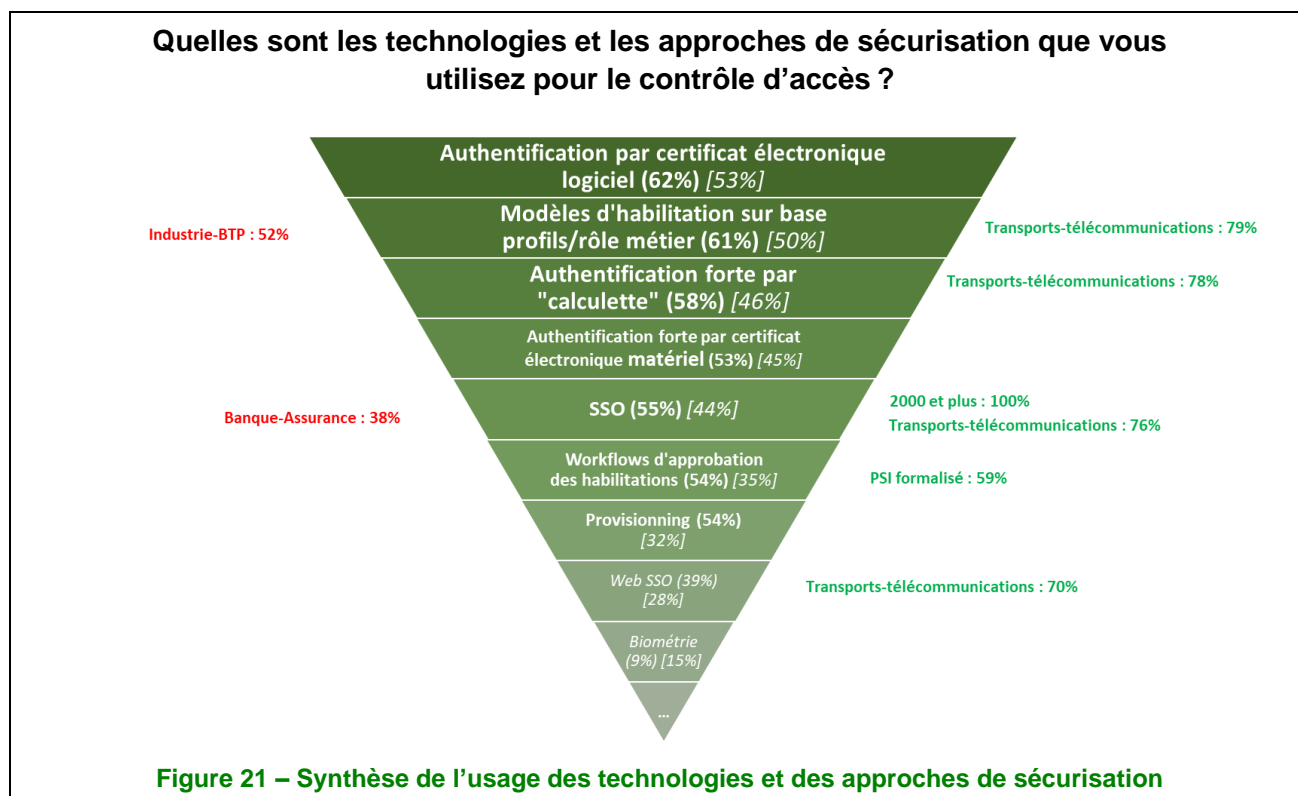 Quelles sont les technologies et les approches de sécurisation que vous
utilisez pour le contrôle d'accès ?
Authentification par certificat électronique
logiciel (62%) [53%]
Industrie-BTP : 52%
Modèles d'habilitation sur base
profils/rôle métier (61%) [50%]
Transports-télécommunications : 79%
Authentification forte par
"calculette" (58%) [46%]
Transports-télécommunications : 78%
Authentification forte par certificat
électronique matériel (53%) [45%]
Banque-Assurance : 38%
SSO (55%) [44%]
2000 et plus : 100%
Transports-télécommunications : 76%
Workflows d'approbation
des habilitations (54%) [35%]
PSI formalisé : 59%
Provisionning (54%)
[32%]
Web SSO (39%)
[28%]
Transports-télécommunications : 70%
Biométrie
(9%) [15%]
...
Figure 21 – Synthèse de l'usage des technologies et des approches de sécurisation